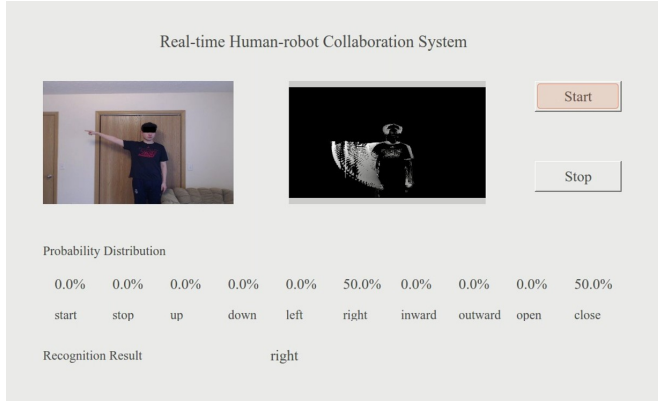 Real-time Human-robot Collaboration System
Start
Stop
Probability Distribution
0.0% 0.0% 0.0% 0.0% 0.0% 50.0% 0.0% 0.0% 0.0% 50.0%
start stop up down left right inward outward open close
Recognition Result right